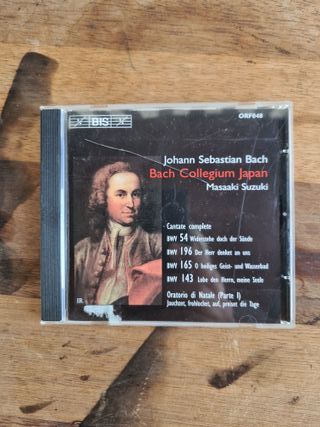 BIS
ORF048
Johann Sebastian Bach
Bach Collegium Japan
Masaaki Suzuki
Cantate complete
BWV 54 Widerstehe doch der Sünde
BWV 196 Der Herr denket an uns
BWV 165 O heiliges Geist- und Wasserbad
BWV 143 Lobe den Herrn, meine Seele
Oratorio di Natale (Parte I)
Jauchzet, frohlocket, auf, preiset die Tage